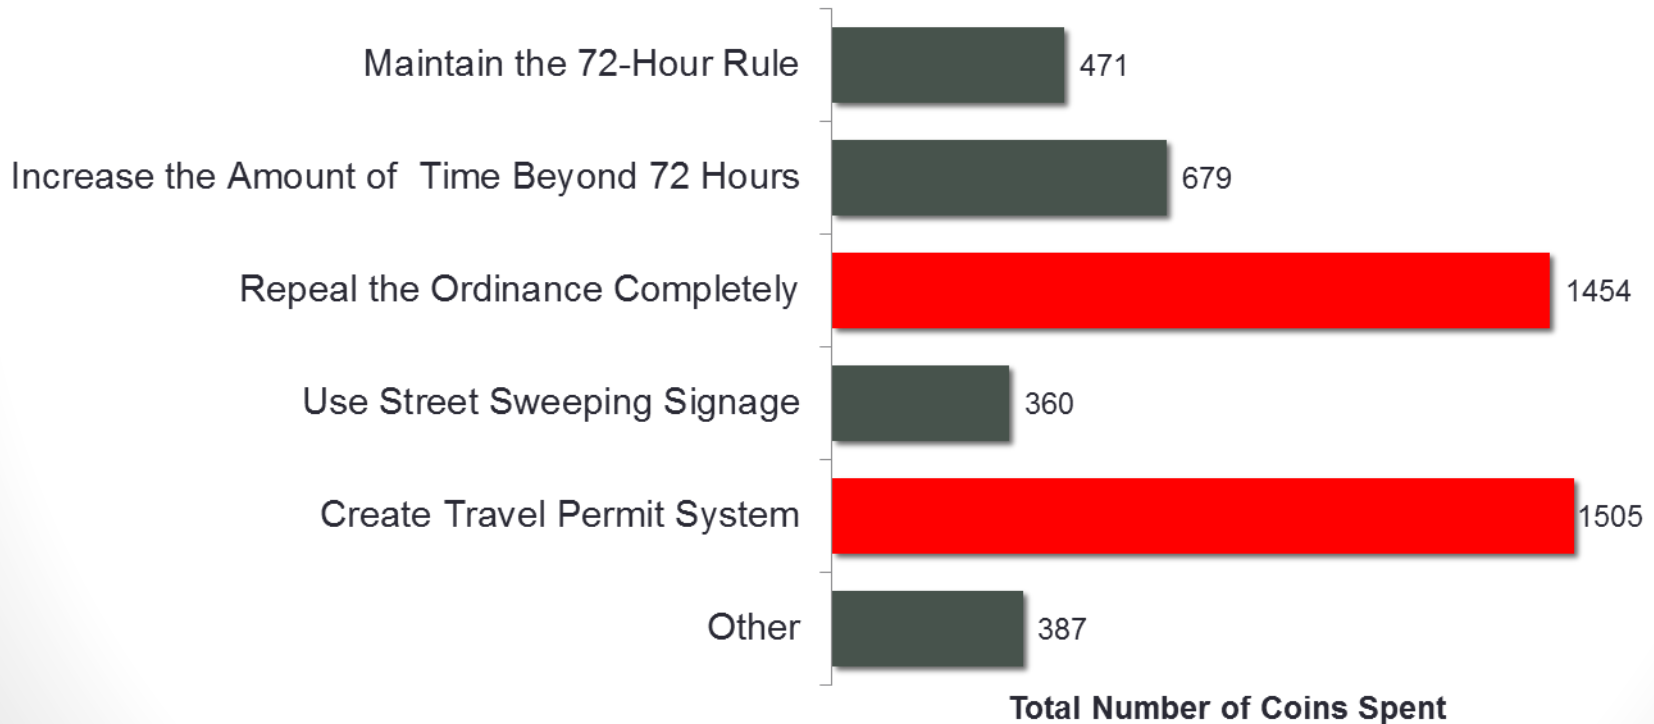 Maintain the 72-Hour Rule 471
Increase the Amount of  Time Beyond 72 Hours 679
Repeal the Ordinance Completely 1454
Use Street Sweeping Signage 360
Create Travel Permit System 1505
Other 387
Total Number of Coins Spent